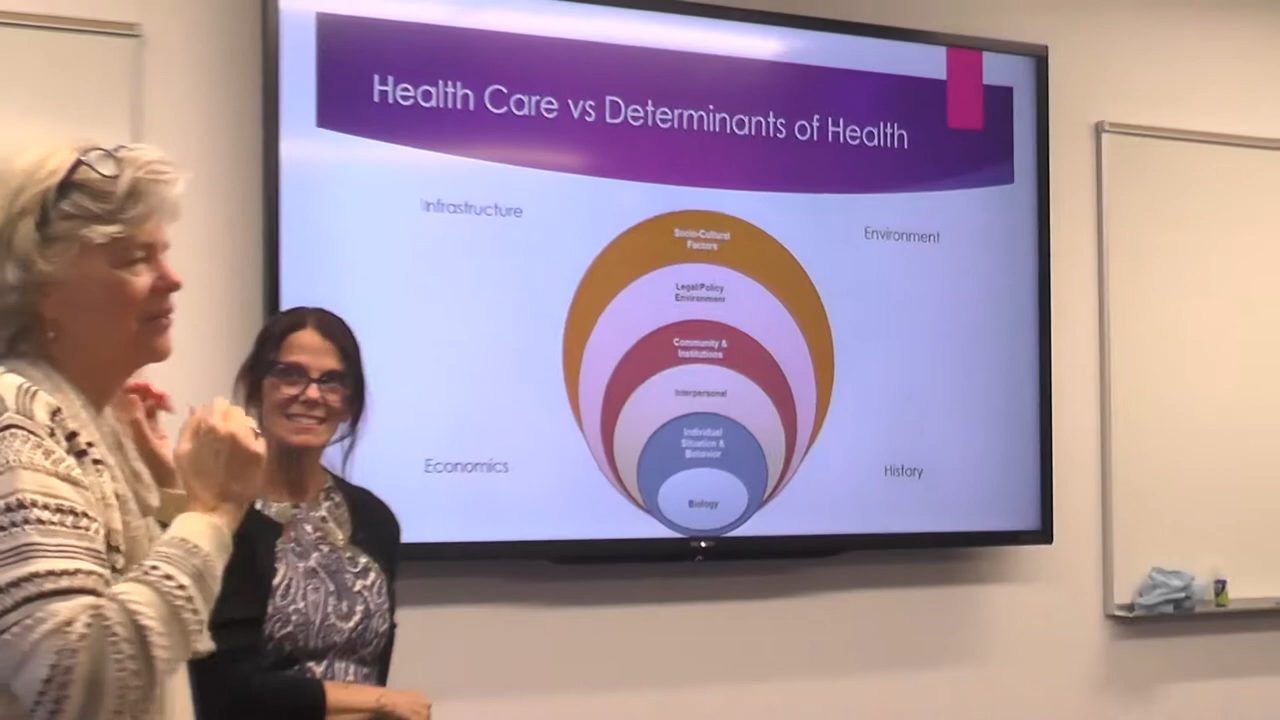 Health Care vs Determinants of Health
Infrastructure
Environment
Socio-Cultural
Factors
Legal/Policy
Environment
Community &
Institutions
Interpersonal
Individual
Situation &
Behavior
Biology
Economics
History